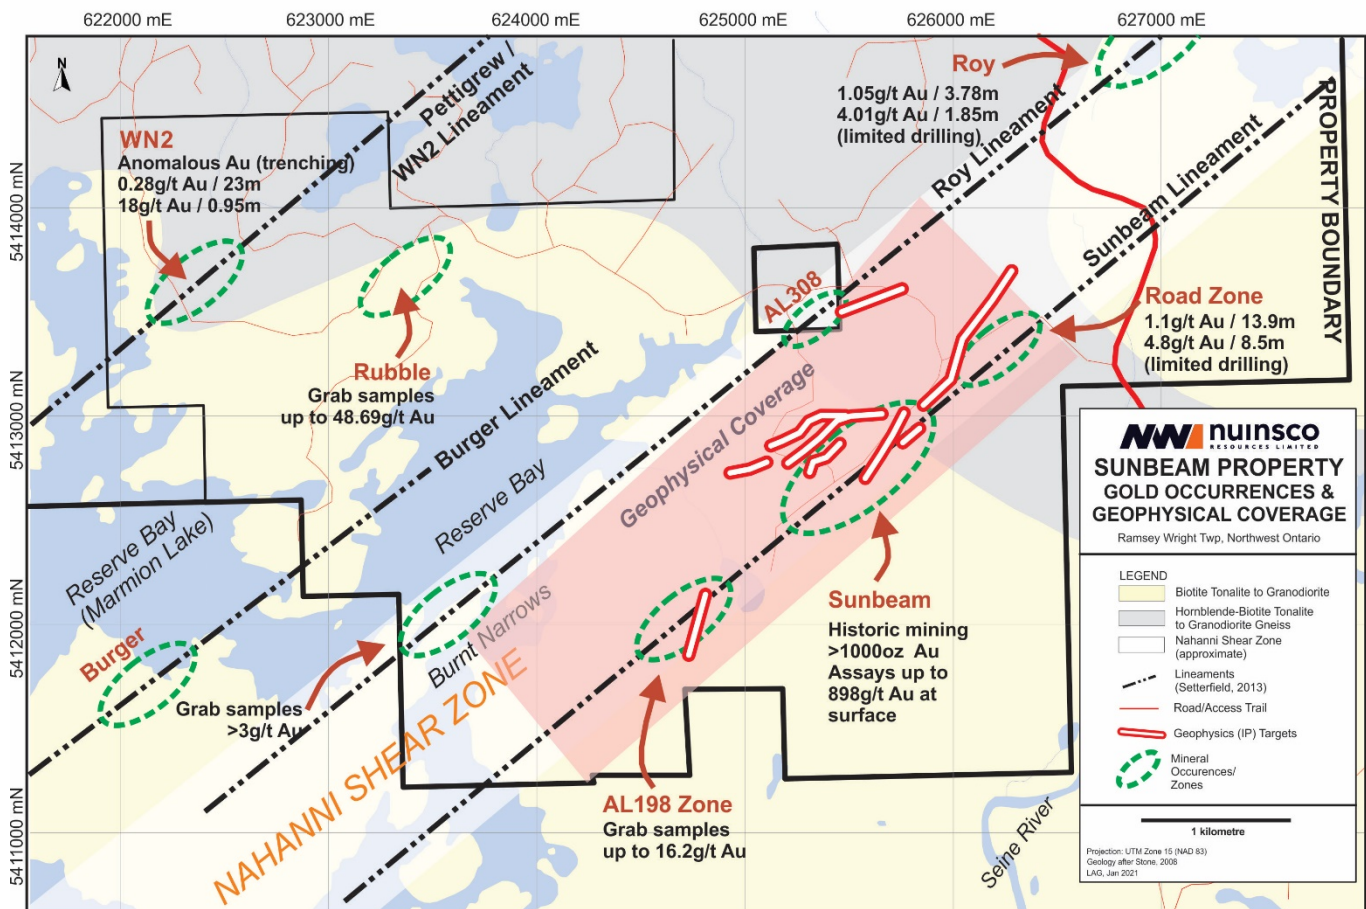 622000 mE
623000 mE
624000 mE
625000 mE
626000 mE
627000 mE
5414000 mN
5413000 mN
5412000 mN
5411000 mN
N
Pettigrew /
WN2 Lineament
WN2
Anomalous Au (trenching)
0.28g/t Au / 23m
18g/t Au / 0.95m
Roy
1.05g/t Au / 3.78m
4.01g/t Au / 1.85m
(limited drilling)
Roy Lineament
Sunbeam Lineament
PROPERTY BOUNDARY
AL308
Road Zone
1.1g/t Au / 13.9m
4.8g/t Au / 8.5m
(limited drilling)
Rubble
Grab samples
up to 48.69g/t Au
Burger Lineament
Geophysical Coverage
Reserve Bay
Reserve Bay
(Marmion Lake)
Burger
Burnt Narrows
Grab samples
>3g/t Au
NAHANNI SHEAR ZONE
Sunbeam
Historic mining
>1000oz Au
Assays up to
898g/t Au at
surface
AL198 Zone
Grab samples
up to 16.2g/t Au
Seine River
nuinsco
RESOURCES LIMITED
SUNBEAM PROPERTY
GOLD OCCURRENCES &
GEOPHYSICAL COVERAGE
Ramsey Wright Twp, Northwest Ontario
LEGEND
Biotite Tonalite to Granodiorite
Hornblende-Biotite Tonalite
to Granodiorite Gneiss
Nahanni Shear Zone
(approximate)
Lineaments
(Setterfield, 2013)
Road/Access Trail
Geophysics (IP) Targets
Mineral
Occurences/
Zones
1 kilometre
Projection: UTM Zone 15 (NAD 83)
Geology after Stone, 2008
LAG, Jan 2021